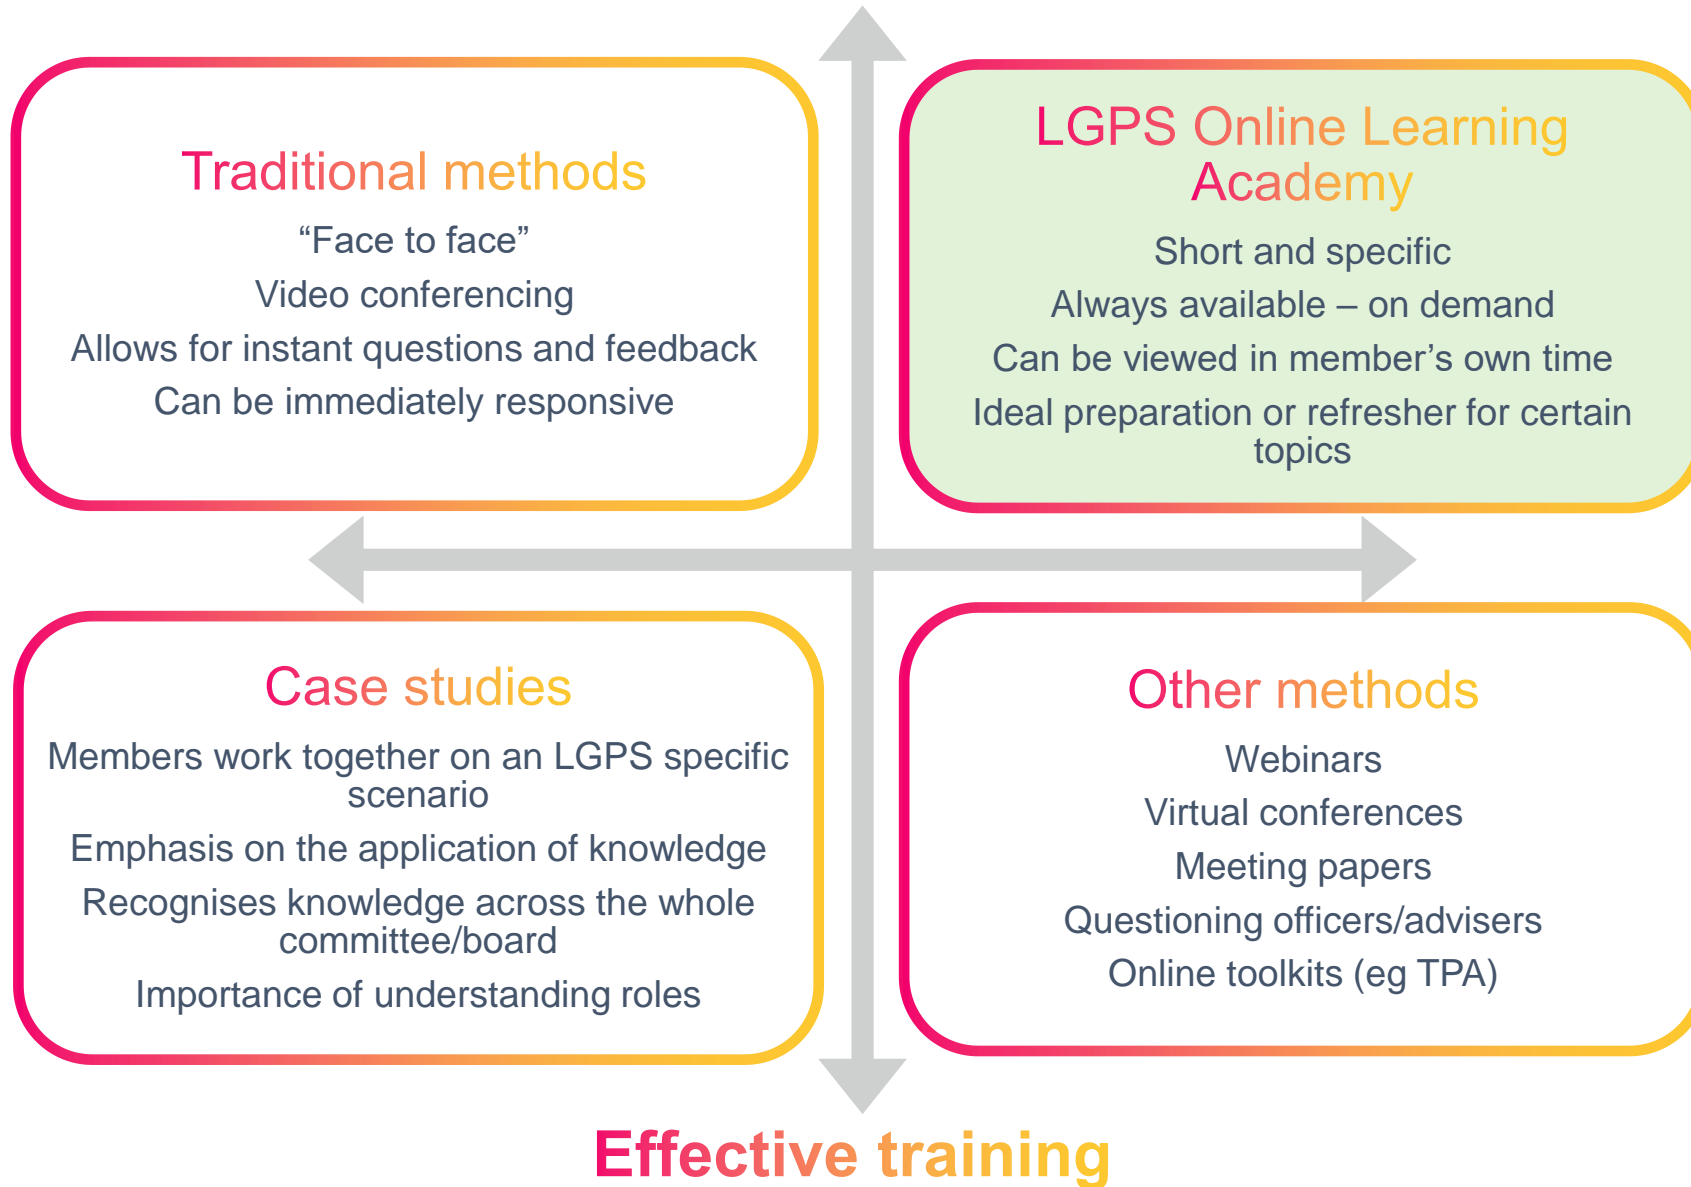 Traditional methods
“Face to face”
Video conferencing
Allows for instant questions and feedback
Can be immediately responsive
LGPS Online Learning
Academy
Short and specific
Always available – on demand
Can be viewed in member’s own time
Ideal preparation or refresher for certain
topics
Case studies
Members work together on an LGPS specific
scenario
Emphasis on the application of knowledge
Recognises knowledge across the whole
committee/board
Importance of understanding roles
Other methods
Webinars
Virtual conferences
Meeting papers
Questioning officers/advisers
Online toolkits (eg TPA)
Effective training